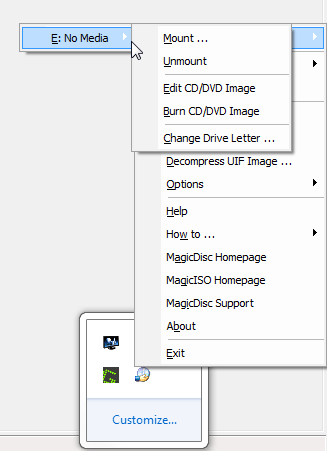 E: No Media
Mount ...
Unmount
Edit CD/DVD Image
Burn CD/DVD Image
Change Drive Letter ...
Decompress UIF Image ...
Options
Help
How to ...
MagicDisc Homepage
MagicISO Homepage
MagicDisc Support
About
Exit
Customize...